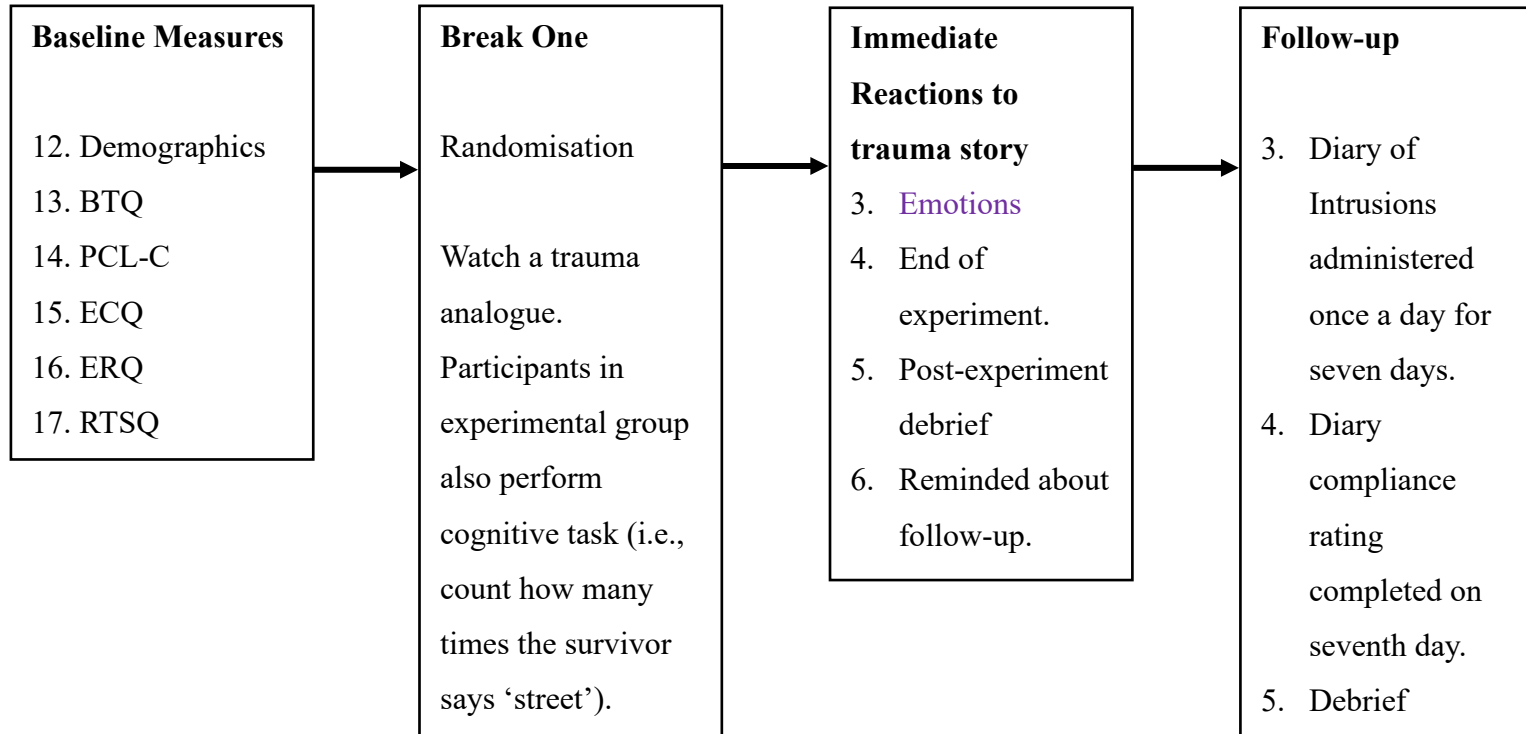 Baseline Measures
12. Demographics
13. BTQ
14. PCL-C
15. ECQ
16. ERQ
17. RTSQ
Break One
Randomisation
Watch a trauma
analogue.
Participants in
experimental group
also perform
cognitive task (i.e.,
count how many
times the survivor
says ‘street’).
Immediate
Reactions to
trauma story
3. Emotions
4. End of
experiment.
5. Post-experiment
debrief
6. Reminded about
follow-up.
Follow-up
3. Diary of
Intrusions
administered
once a day for
seven days.
4. Diary
compliance
rating
completed on
seventh day.
5. Debrief